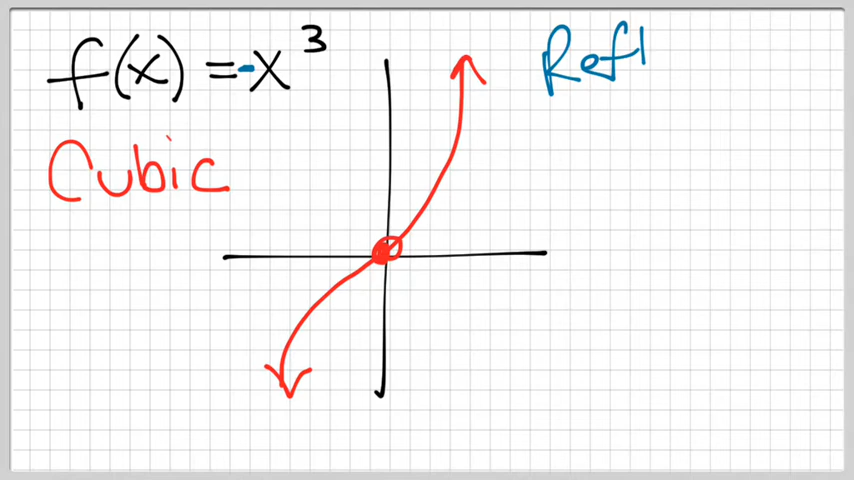 f(x) = -x³
Refl
Cubic